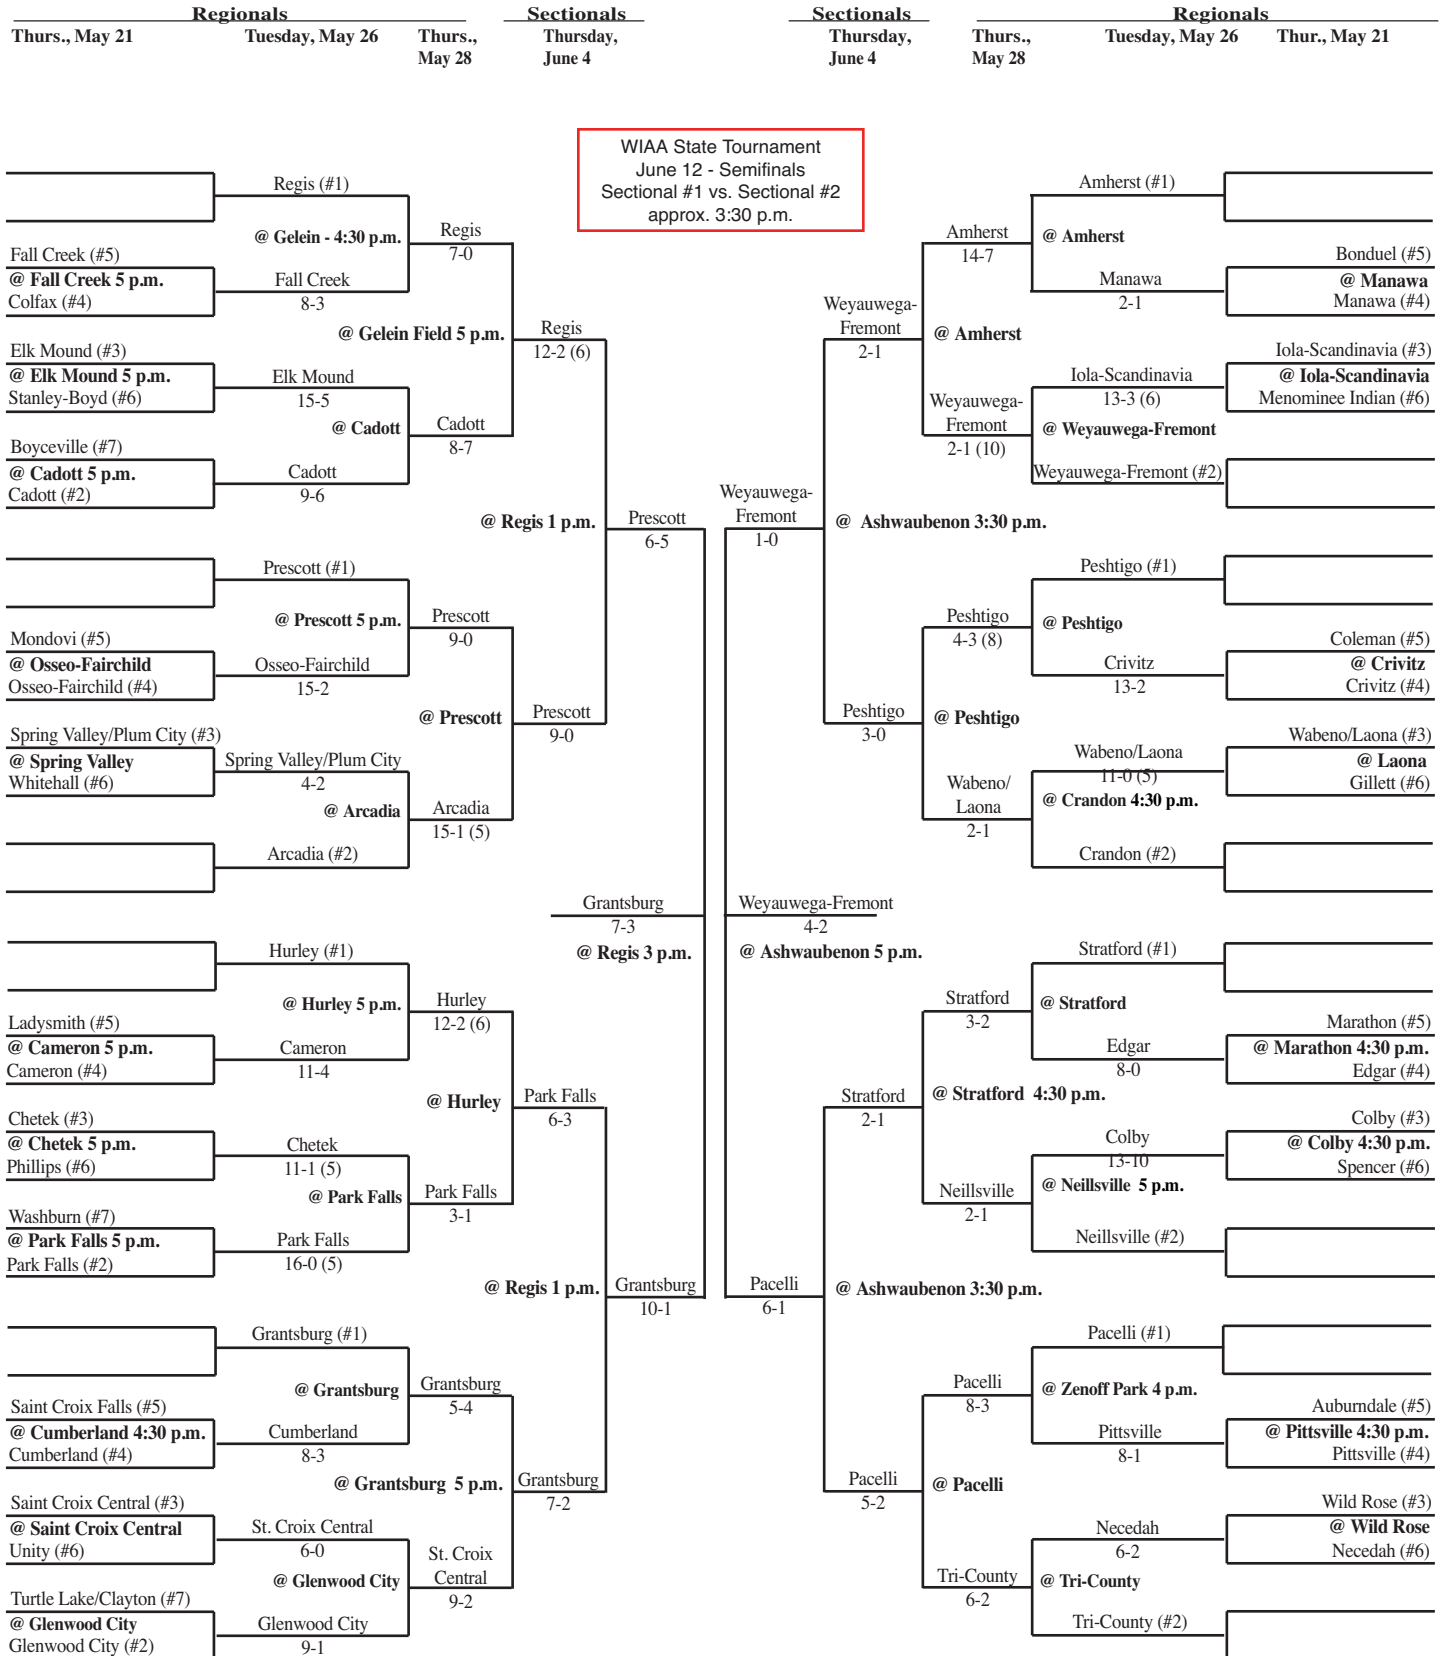 Regionals
Sectionals
Sectionals
Regionals
Thurs., May 21
Tuesday, May 26
Thurs.,
May 28
Thursday,
June 4
Thursday,
June 4
Thurs.,
May 28
Tuesday, May 26
Thur., May 21
WIAA State Tournament
June 12 - Semifinals
Sectional #1 vs. Sectional #2
approx. 3:30 p.m.
Regis (#1)
@ Gelein - 4:30 p.m.
Regis
7-0
Fall Creek (#5)
@ Fall Creek 5 p.m.
Colfax (#4)
Fall Creek
8-3
@ Gelein Field 5 p.m.
Regis
12-2 (6)
Elk Mound (#3)
@ Elk Mound 5 p.m.
Stanley-Boyd (#6)
Elk Mound
15-5
@ Cadott
Cadott
8-7
Boyceville (#7)
@ Cadott 5 p.m.
Cadott (#2)
Cadott
9-6
@ Regis 1 p.m.
Prescott
6-5
Prescott (#1)
@ Prescott 5 p.m.
Prescott
9-0
Mondovi (#5)
@ Osseo-Fairchild
Osseo-Fairchild (#4)
Osseo-Fairchild
15-2
@ Prescott
Prescott
9-0
Spring Valley/Plum City (#3)
@ Spring Valley
Whitehall (#6)
Spring Valley/Plum City
4-2
@ Arcadia
Arcadia
15-1 (5)
Arcadia (#2)
Grantsburg
7-3
@ Regis 3 p.m.
Hurley (#1)
@ Hurley 5 p.m.
Hurley
12-2 (6)
Ladysmith (#5)
@ Cameron 5 p.m.
Cameron (#4)
Cameron
11-4
@ Hurley
Park Falls
6-3
Chetek (#3)
@ Chetek 5 p.m.
Phillips (#6)
Chetek
11-1 (5)
@ Park Falls
Park Falls
3-1
Washburn (#7)
@ Park Falls 5 p.m.
Park Falls (#2)
Park Falls
16-0 (5)
@ Regis 1 p.m.
Grantsburg
10-1
Grantsburg (#1)
@ Grantsburg
Grantsburg
5-4
Saint Croix Falls (#5)
@ Cumberland 4:30 p.m.
Cumberland (#4)
Cumberland
8-3
@ Grantsburg 5 p.m.
Grantsburg
7-2
Saint Croix Central (#3)
@ Saint Croix Central
Unity (#6)
St. Croix Central
6-0
@ Glenwood City
St. Croix
Central
9-2
Turtle Lake/Clayton (#7)
@ Glenwood City
Glenwood City (#2)
Glenwood City
9-1
Amherst (#1)
Amherst
14-7
@ Amherst
Bonduel (#5)
@ Manawa
Manawa (#4)
Manawa
2-1
Weyauwega-
Fremont
2-1
@ Amherst
Iola-Scandinavia (#3)
@ Iola-Scandinavia
Menominee Indian (#6)
Iola-Scandinavia
13-3 (6)
Weyauwega-
Fremont
2-1 (10)
@ Weyauwega-Fremont
Weyauwega-Fremont (#2)
Weyauwega-
Fremont
1-0
@ Ashwaubenon 3:30 p.m.
Peshtigo (#1)
Peshtigo
4-3 (8)
@ Peshtigo
Coleman (#5)
@ Crivitz
Crivitz (#4)
Crivitz
13-2
Peshtigo
3-0
@ Peshtigo
Wabeno/Laona (#3)
@ Laona
Gillett (#6)
Wabeno/Laona
11-0 (5)
Wabeno/
Laona
2-1
@ Crandon 4:30 p.m.
Crandon (#2)
Weyauwega-Fremont
4-2
@ Ashwaubenon 5 p.m.
Stratford (#1)
Stratford
3-2
@ Stratford
Marathon (#5)
@ Marathon 4:30 p.m.
Edgar (#4)
Edgar
8-0
Stratford
2-1
@ Stratford 4:30 p.m.
Colby (#3)
@ Colby 4:30 p.m.
Spencer (#6)
Colby
13-10
Neillsville
2-1
@ Neillsville 5 p.m.
Neillsville (#2)
Pacelli
6-1
@ Ashwaubenon 3:30 p.m.
Pacelli (#1)
Pacelli
8-3
@ Zenoff Park 4 p.m.
Auburndale (#5)
@ Pittsville 4:30 p.m.
Pittsville (#4)
Pittsville
8-1
Pacelli
5-2
@ Pacelli
Wild Rose (#3)
@ Wild Rose
Necedah (#6)
Necedah
6-2
Tri-County
6-2
@ Tri-County
Tri-County (#2)